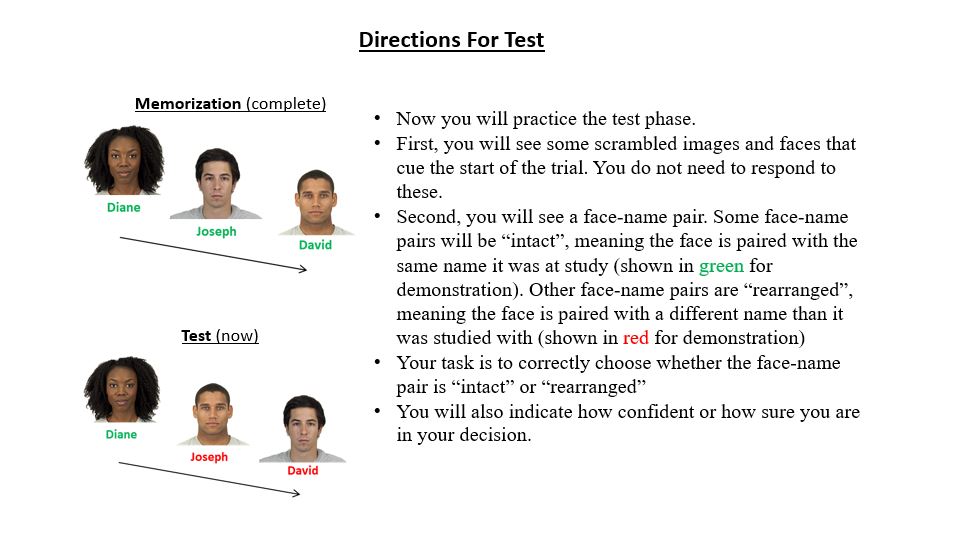 Directions For Test
Memorization (complete)
Diane
Joseph
David
Test (now)
Diane
Joseph
David
• Now you will practice the test phase.
• First, you will see some scrambled images and faces that
cue the start of the trial. You do not need to respond to
these.
• Second, you will see a face-name pair. Some face-name
pairs will be “intact”, meaning the face is paired with the
same name it was at study (shown in green for
demonstration). Other face-name pairs are “rearranged”,
meaning the face is paired with a different name than it
was studied with (shown in red for demonstration)
• Your task is to correctly choose whether the face-name
pair is “intact” or “rearranged”
• You will also indicate how confident or how sure you are
in your decision.